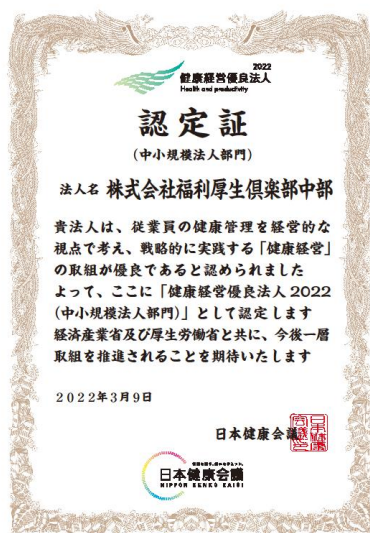 2022
健康経営優良法人
Health and productivity
認定証
(中小規模法人部門)
法人名 株式会社福利厚生倶楽部中部
貴法人は、従業員の健康管理を経営的な
視点で考え、戦略的に実践する「健康経営」
の取組が優良であると認められました
よって、ここに「健康経営優良法人2022
(中小規模法人部門)」として認定します
経済産業省及び厚生労働省と共に、今後一層
取組を推進されることを期待いたします
2022年3月9日
日本健康会議
日本健康会議
NIPPON KENKO KAIGI